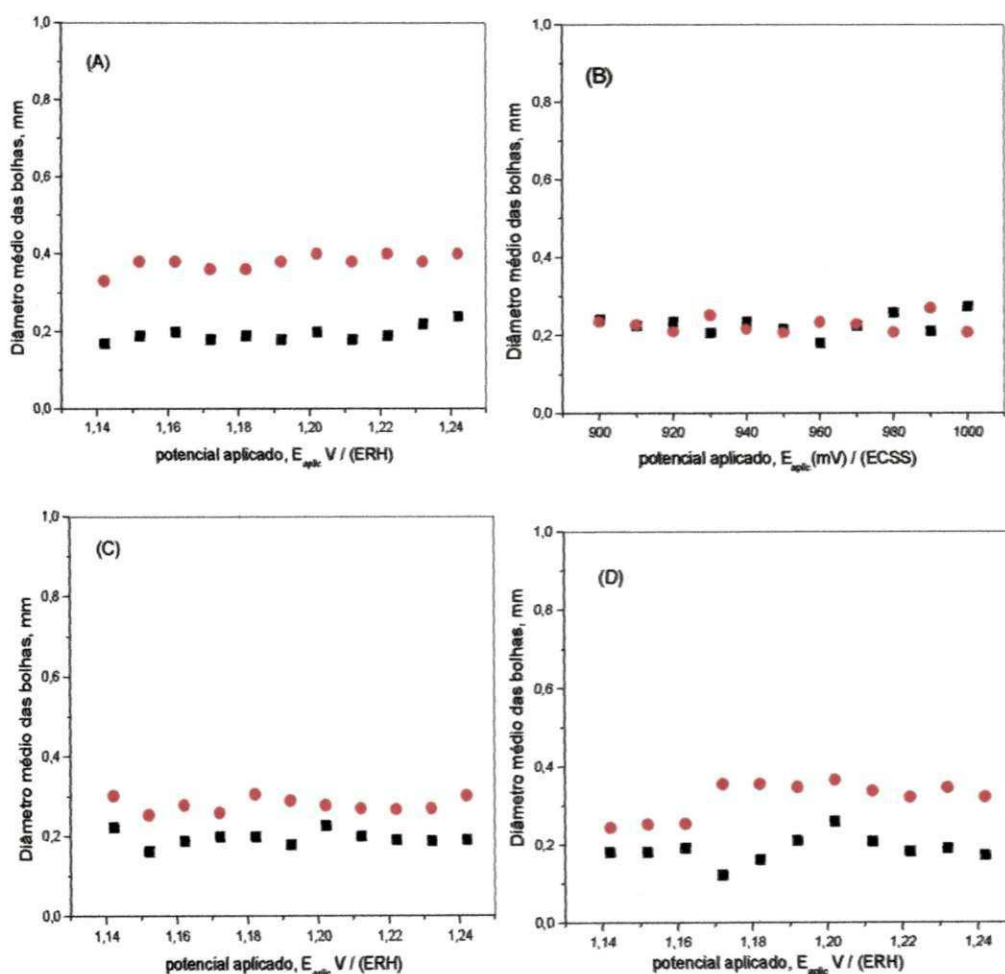 (A)
Diâmetro médio das bolhas, mm
1,0
0,8
0,6
0,4
0,2
0,0
1,14 1,16 1,18 1,20 1,22 1,24
potencial aplicado, E aplic V / (ERH)
(B)
Diâmetro médio das bolhas, mm
1,0
0,8
0,6
0,4
0,2
0,0
900 920 940 960 980 1000
potencial aplicado, E aplic (mV) / (ECSS)
(C)
Diâmetro médio das bolhas, mm
1,0
0,8
0,6
0,4
0,2
0,0
1,14 1,16 1,18 1,20 1,22 1,24
potencial aplicado, E aplic V / (ERH)
(D)
Diâmetro médio das bolhas, mm
1,0
0,8
0,6
0,4
0,2
0,0
1,14 1,16 1,18 1,20 1,22 1,24
potencial aplicado, E aplic V / (ERH)